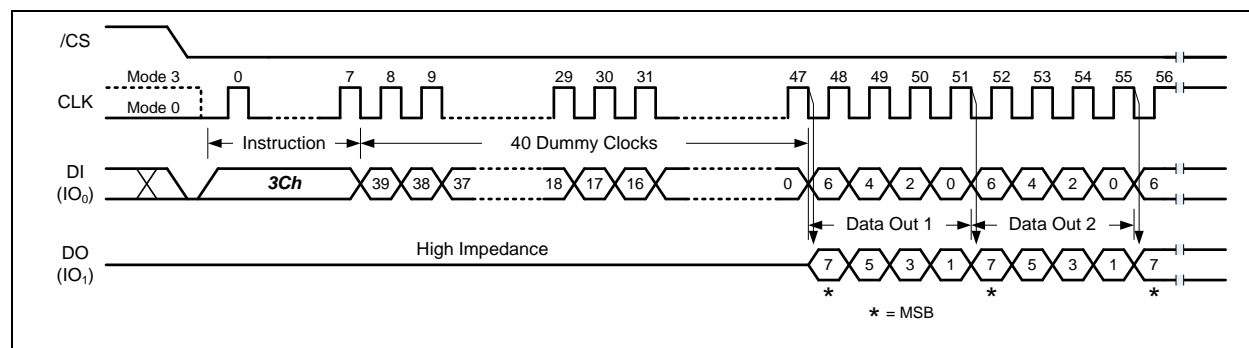 /CS
Mode 3 0 7 8 9 29 30 31 47 48 49 50 51 52 53 54 55 56
CLK Mode 0
Instruction 40 Dummy Clocks
DI
(IO0) 3Ch 39 38 37 18 17 16 0 6 4 2 0 6 4 2 0 6
Data Out 1 Data Out 2
High Impedance
DO
(IO1) 7 5 3 1 7 5 3 1 7
* * *
* = MSB